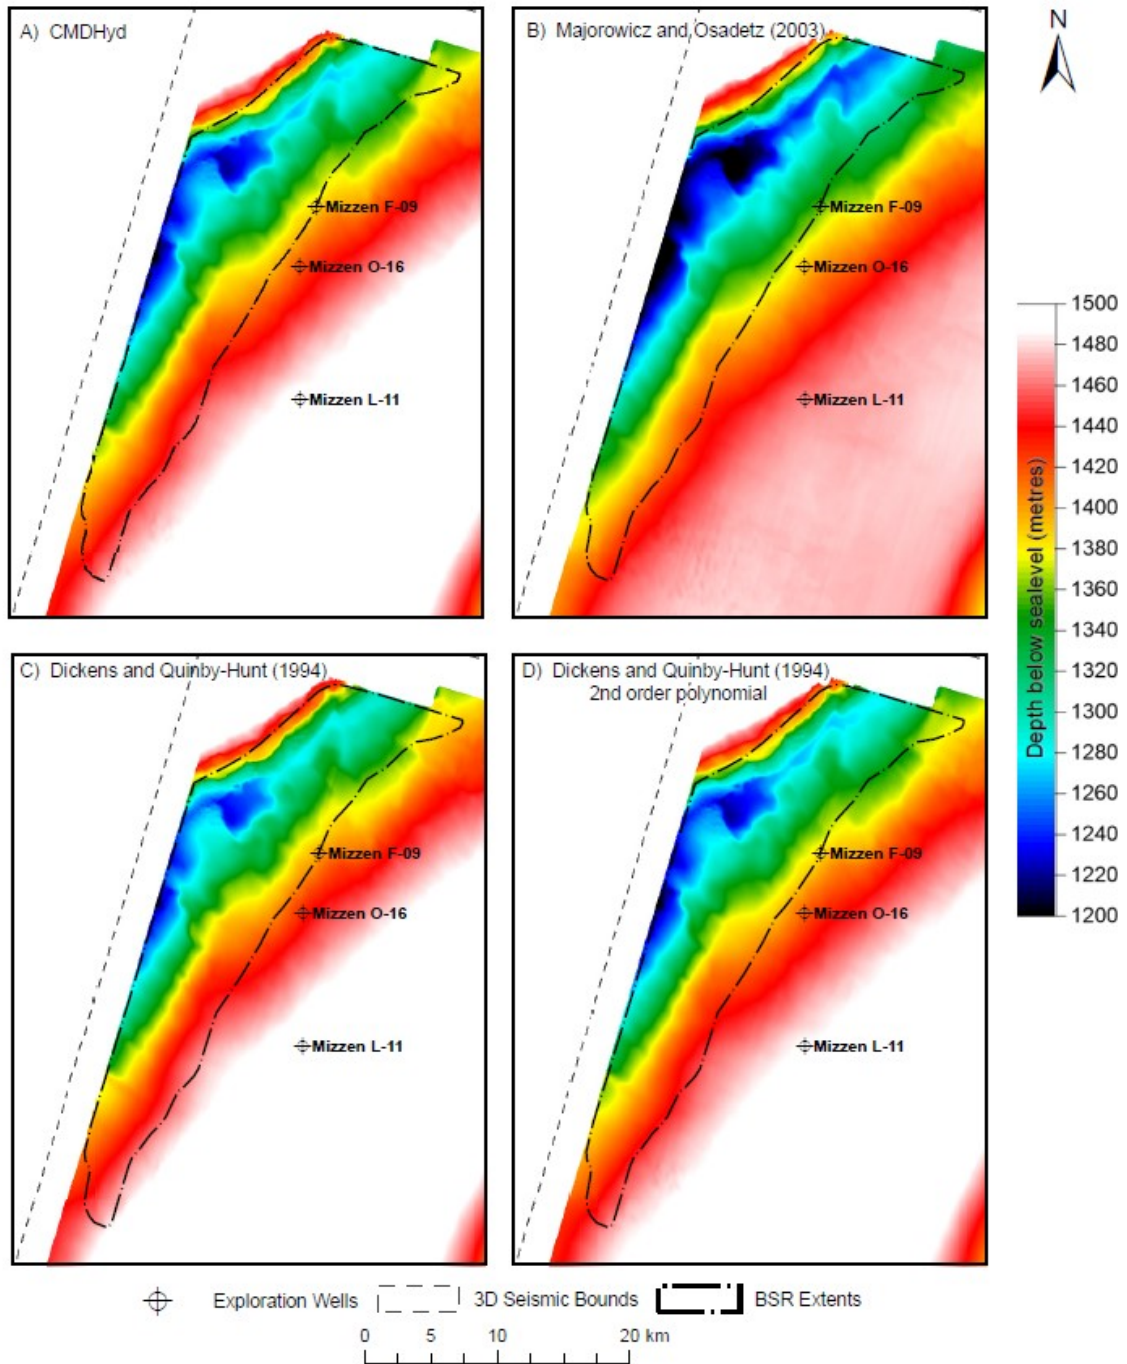 A) CMDHyd
B) Majorowicz and Osadetz (2003)
N
Mizzen F-09
Mizzen O-16
Mizzen L-11
Mizzen F-09
Mizzen O-16
Mizzen L-11
1500
1480
1460
1440
1420
1400
1380
1360
1340
1320
1300
1280
1260
1240
1220
1200
Depth below sealevel (metres)
C) Dickens and Quinby-Hunt (1994)
D) Dickens and Quinby-Hunt (1994)
2nd order polynomial
Mizzen F-09
Mizzen O-16
Mizzen L-11
Mizzen F-09
Mizzen O-16
Mizzen L-11
Exploration Wells
3D Seismic Bounds
BSR Extents
0 5 10 20 km